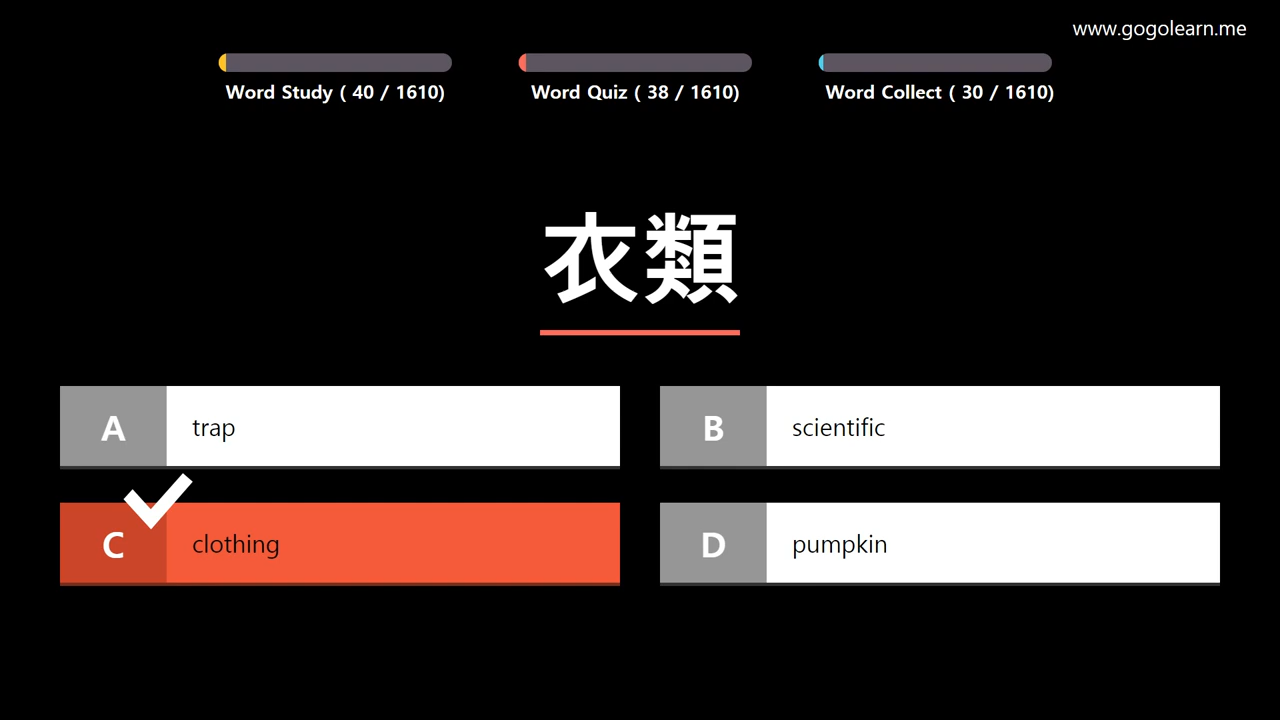 www.gogolearn.me
Word Study ( 40 / 1610)
Word Quiz ( 38 / 1610)
Word Collect ( 30 / 1610)
衣類
A trap
B scientific
C clothing
D pumpkin